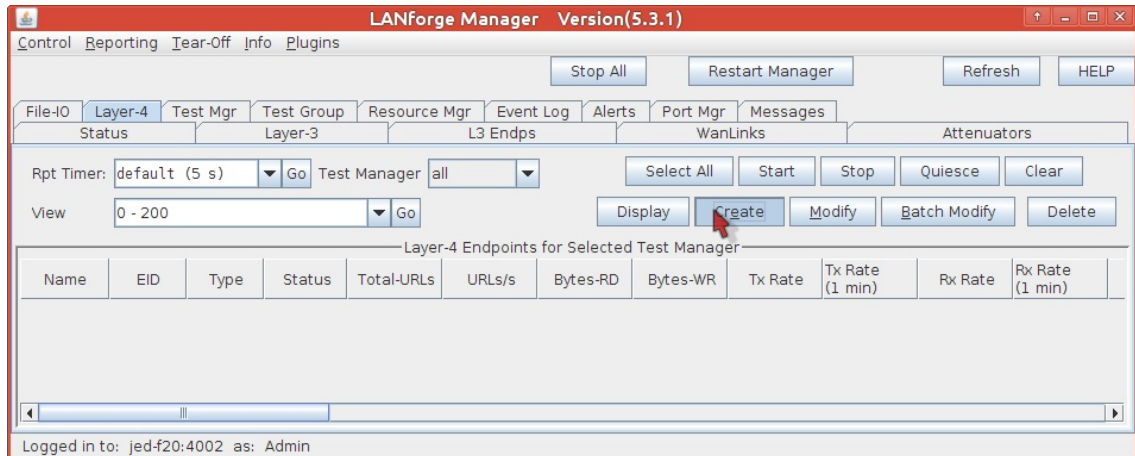 LANforge Manager Version(5.3.1)
Control Reporting Tear-Off Info Plugins
Stop All Restart Manager Refresh HELP
File-IO Layer-4 Test Mgr Test Group Resource Mgr Event Log Alerts Port Mgr Messages
Status Layer-3 L3 Endps WanLinks Attenuators
Rpt Timer: default (5 s) Go Test Manager all Select All Start Stop Quiesce Clear
View 0 - 200 Go Display Create Modify Batch Modify Delete
Layer-4 Endpoints for Selected Test Manager
Name EID Type Status Total-URLs URLs/s Bytes-RD Bytes-WR Tx Rate Tx Rate (1 min) Rx Rate Rx Rate (1 min)
Logged in to: jed-f20:4002 as: Admin